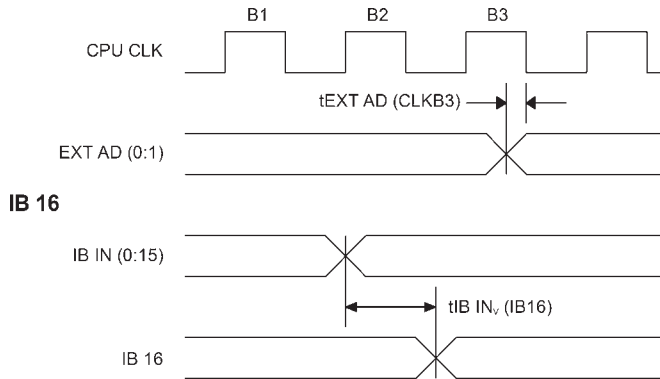 B1 B2 B3
CPU CLK
tEXT AD (CLKB3)
EXT AD (0:1)
IB 16
IB IN (0:15)
tIB INv (IB16)
IB 16